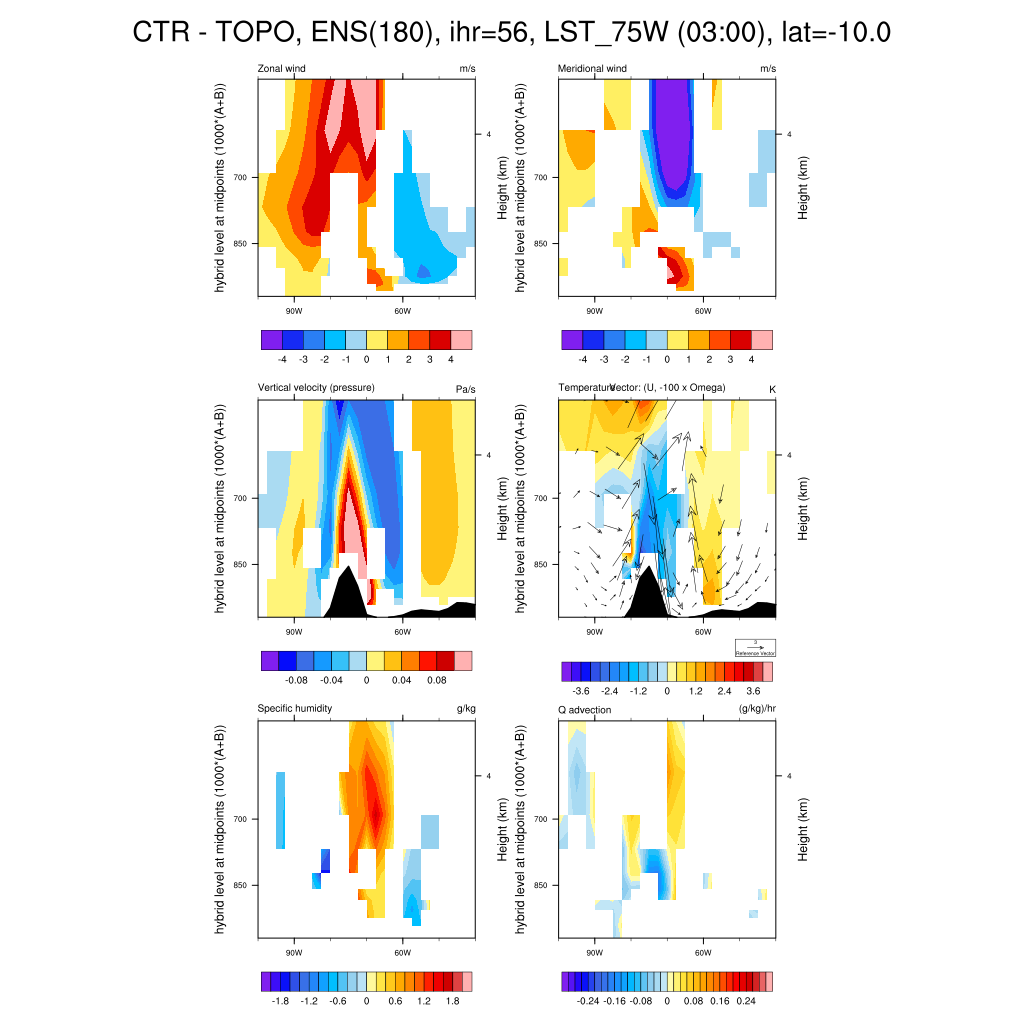 CTR - TOPO, ENS(180), ihr=56, LST_75W (03:00), lat=-10.0
Zonal wind m/s
hybrid level at midpoints (1000*(A+B))
700
850
4
Height (km)
90W 60W
-4 -3 -2 -1 0 1 2 3 4
Meridional wind m/s
hybrid level at midpoints (1000*(A+B))
700
850
4
Height (km)
90W 60W
-4 -3 -2 -1 0 1 2 3 4
Vertical velocity (pressure) Pa/s
hybrid level at midpoints (1000*(A+B))
700
850
4
Height (km)
90W 60W
-0.08 -0.04 0 0.04 0.08
Temperature Vector: (U, -100 x Omega) K
hybrid level at midpoints (1000*(A+B))
700
850
4
Height (km)
90W 60W
3
Reference Vector
-3.6 -2.4 -1.2 0 1.2 2.4 3.6
Specific humidity g/kg
hybrid level at midpoints (1000*(A+B))
700
850
4
Height (km)
90W 60W
-1.8 -1.2 -0.6 0 0.6 1.2 1.8
Q advection (g/kg)/hr
hybrid level at midpoints (1000*(A+B))
700
850
4
Height (km)
90W 60W
-0.24 -0.16 -0.08 0 0.08 0.16 0.24